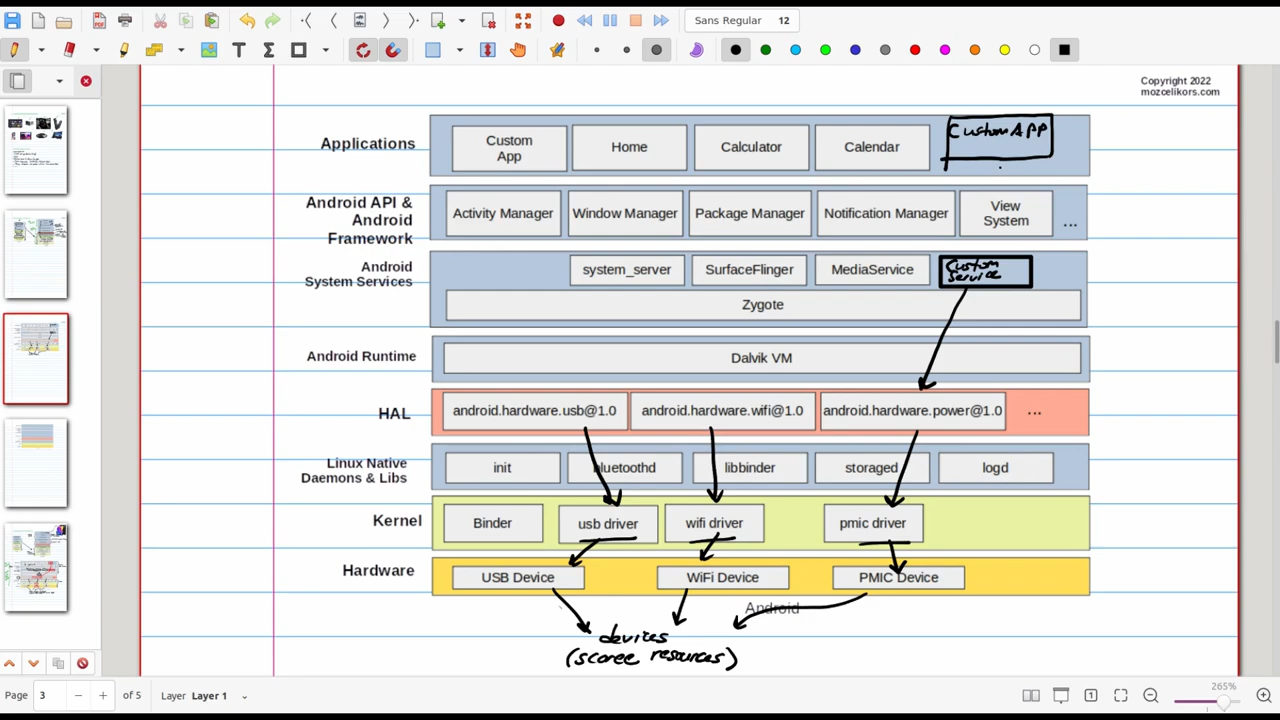 Sans Regular 12
Copyright 2022
mozcelikors.com
Applications
Custom
App
Home
Calculator
Calendar
Custom APP
Android API &
Android
Framework
Activity Manager
Window Manager
Package Manager
Notification Manager
View
System
...
Android
System Services
system_server
SurfaceFlinger
MediaService
Custom
Service
Zygote
Android Runtime
Dalvik VM
HAL
android.hardware.usb@1.0
android.hardware.wifi@1.0
android.hardware.power@1.0
...
Linux Native
Daemons & Libs
init
bluetoothd
libbinder
storaged
logd
Kernel
Binder
usb driver
wifi driver
pmic driver
Hardware
USB Device
WiFi Device
PMIC Device
Android
devices
(scarce resources)
Page 3 of 5
Layer Layer 1
265%